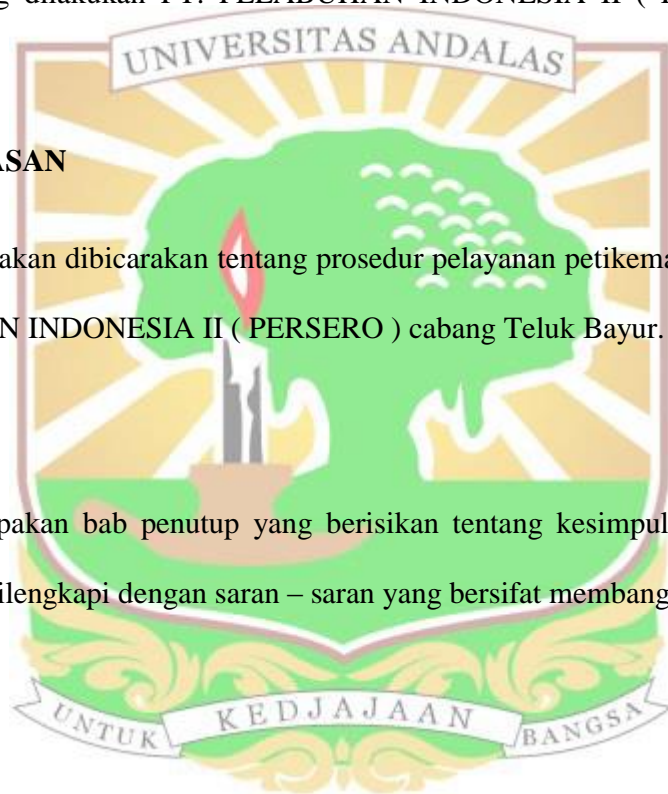 g dilakukan PT. PELABUHAN INDONESIA II (
UNIVERSITAS ANDALAS
ASAN
akan dibicarakan tentang prosedur pelayanan petikema
N INDONESIA II ( PERSERO ) cabang Teluk Bayur.
pakan bab penutup yang berisikan tentang kesimpul
ilengkapi dengan saran – saran yang bersifat membang
UNTUK KEDJAJAAN BANGSA